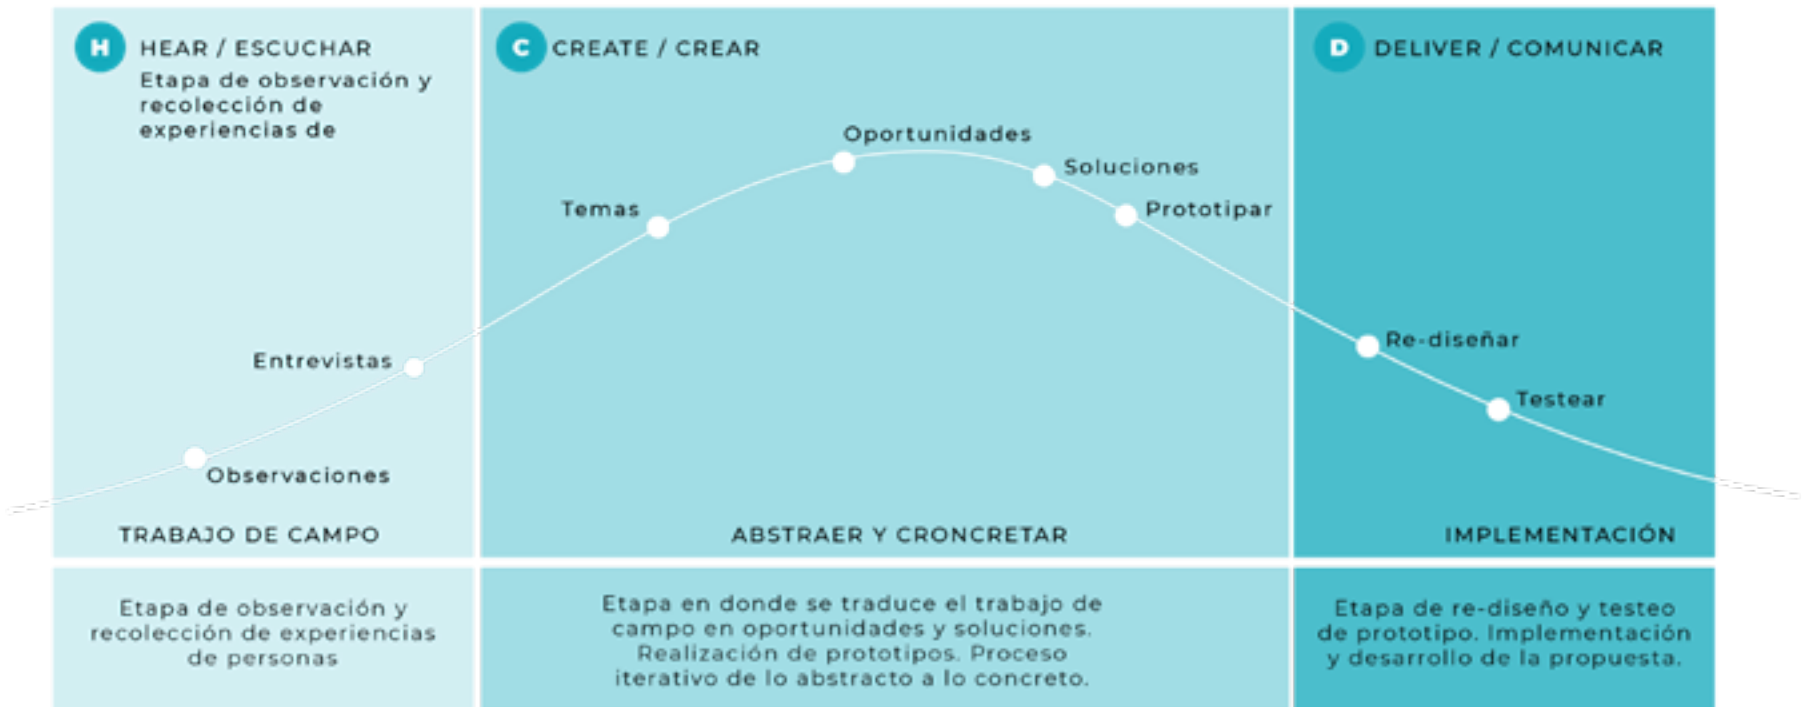 H HEAR / ESCUCHAR
Etapa de observación y
recolección de
experiencias de
Entrevistas
Observaciones
TRABAJO DE CAMPO
Etapa de observación y
recolección de experiencias
de personas
C CREATE / CREAR
Oportunidades
Soluciones
Temas
Prototipar
ABSTRAER Y CRONCRETAR
Etapa en donde se traduce el trabajo de
campo en oportunidades y soluciones.
Realización de prototipos. Proceso
iterativo de lo abstracto a lo concreto.
D DELIVER / COMUNICAR
Re-diseñar
Testear
IMPLEMENTACIÓN
Etapa de re-diseño y testeo
de prototipo. Implementación
y desarrollo de la propuesta.